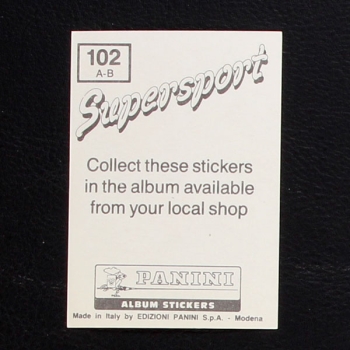 102
A-B
Supersport
Collect these stickers
in the album available
from your local shop
PANINI
ALBUM STICKERS
Made in Italy by EDIZIONI PANINI S.p.A. - Modena